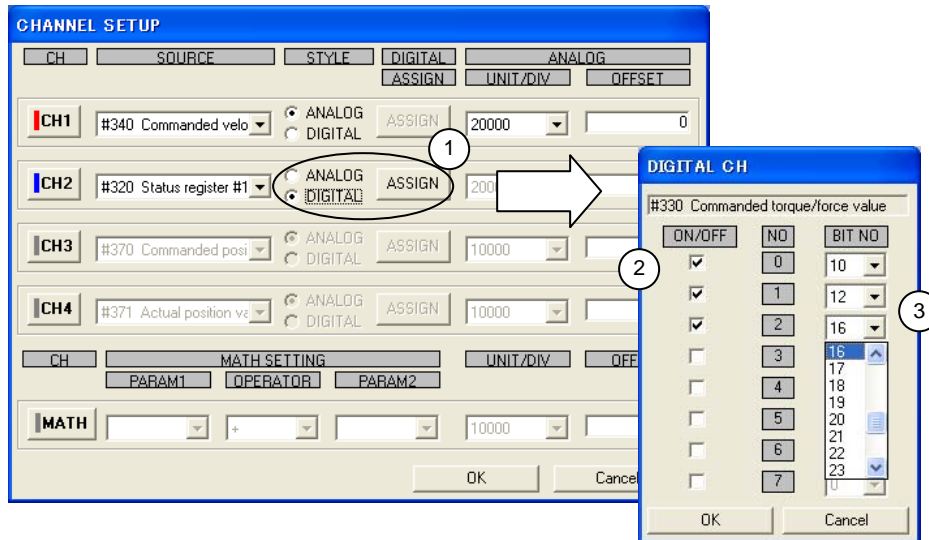 CHANNEL SETUP
CH SOURCE STYLE DIGITAL ANALOG
ASSIGN UNIT/DIV OFFSET
CH1 #340 Commanded velo ANALOG DIGITAL ASSIGN 20000 0
1
CH2 #320 Status register #1 ANALOG DIGITAL ASSIGN
CH3 #370 Commanded posi ANALOG DIGITAL ASSIGN 10000
CH4 #371 Actual position va ANALOG DIGITAL ASSIGN 10000
CH MATH SETTING UNIT/DIV OFF
PARAM1 OPERATOR PARAM2
MATH + 10000
OK Cancel
DIGITAL CH
#330 Commanded torque/force value
ON/OFF NO BIT NO
2
0 10
1 12
3
2 16
3 16
17
4 18
19
5 20
21
6 22
7 23
0
OK Cancel